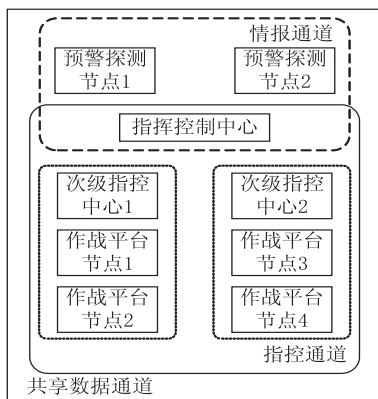 情报通道
预警探测
节点1
预警探测
节点2
指挥控制中心
次级指控
中心1
次级指控
中心2
作战平台
节点1
作战平台
节点3
作战平台
节点2
作战平台
节点4
指控通道
共享数据通道